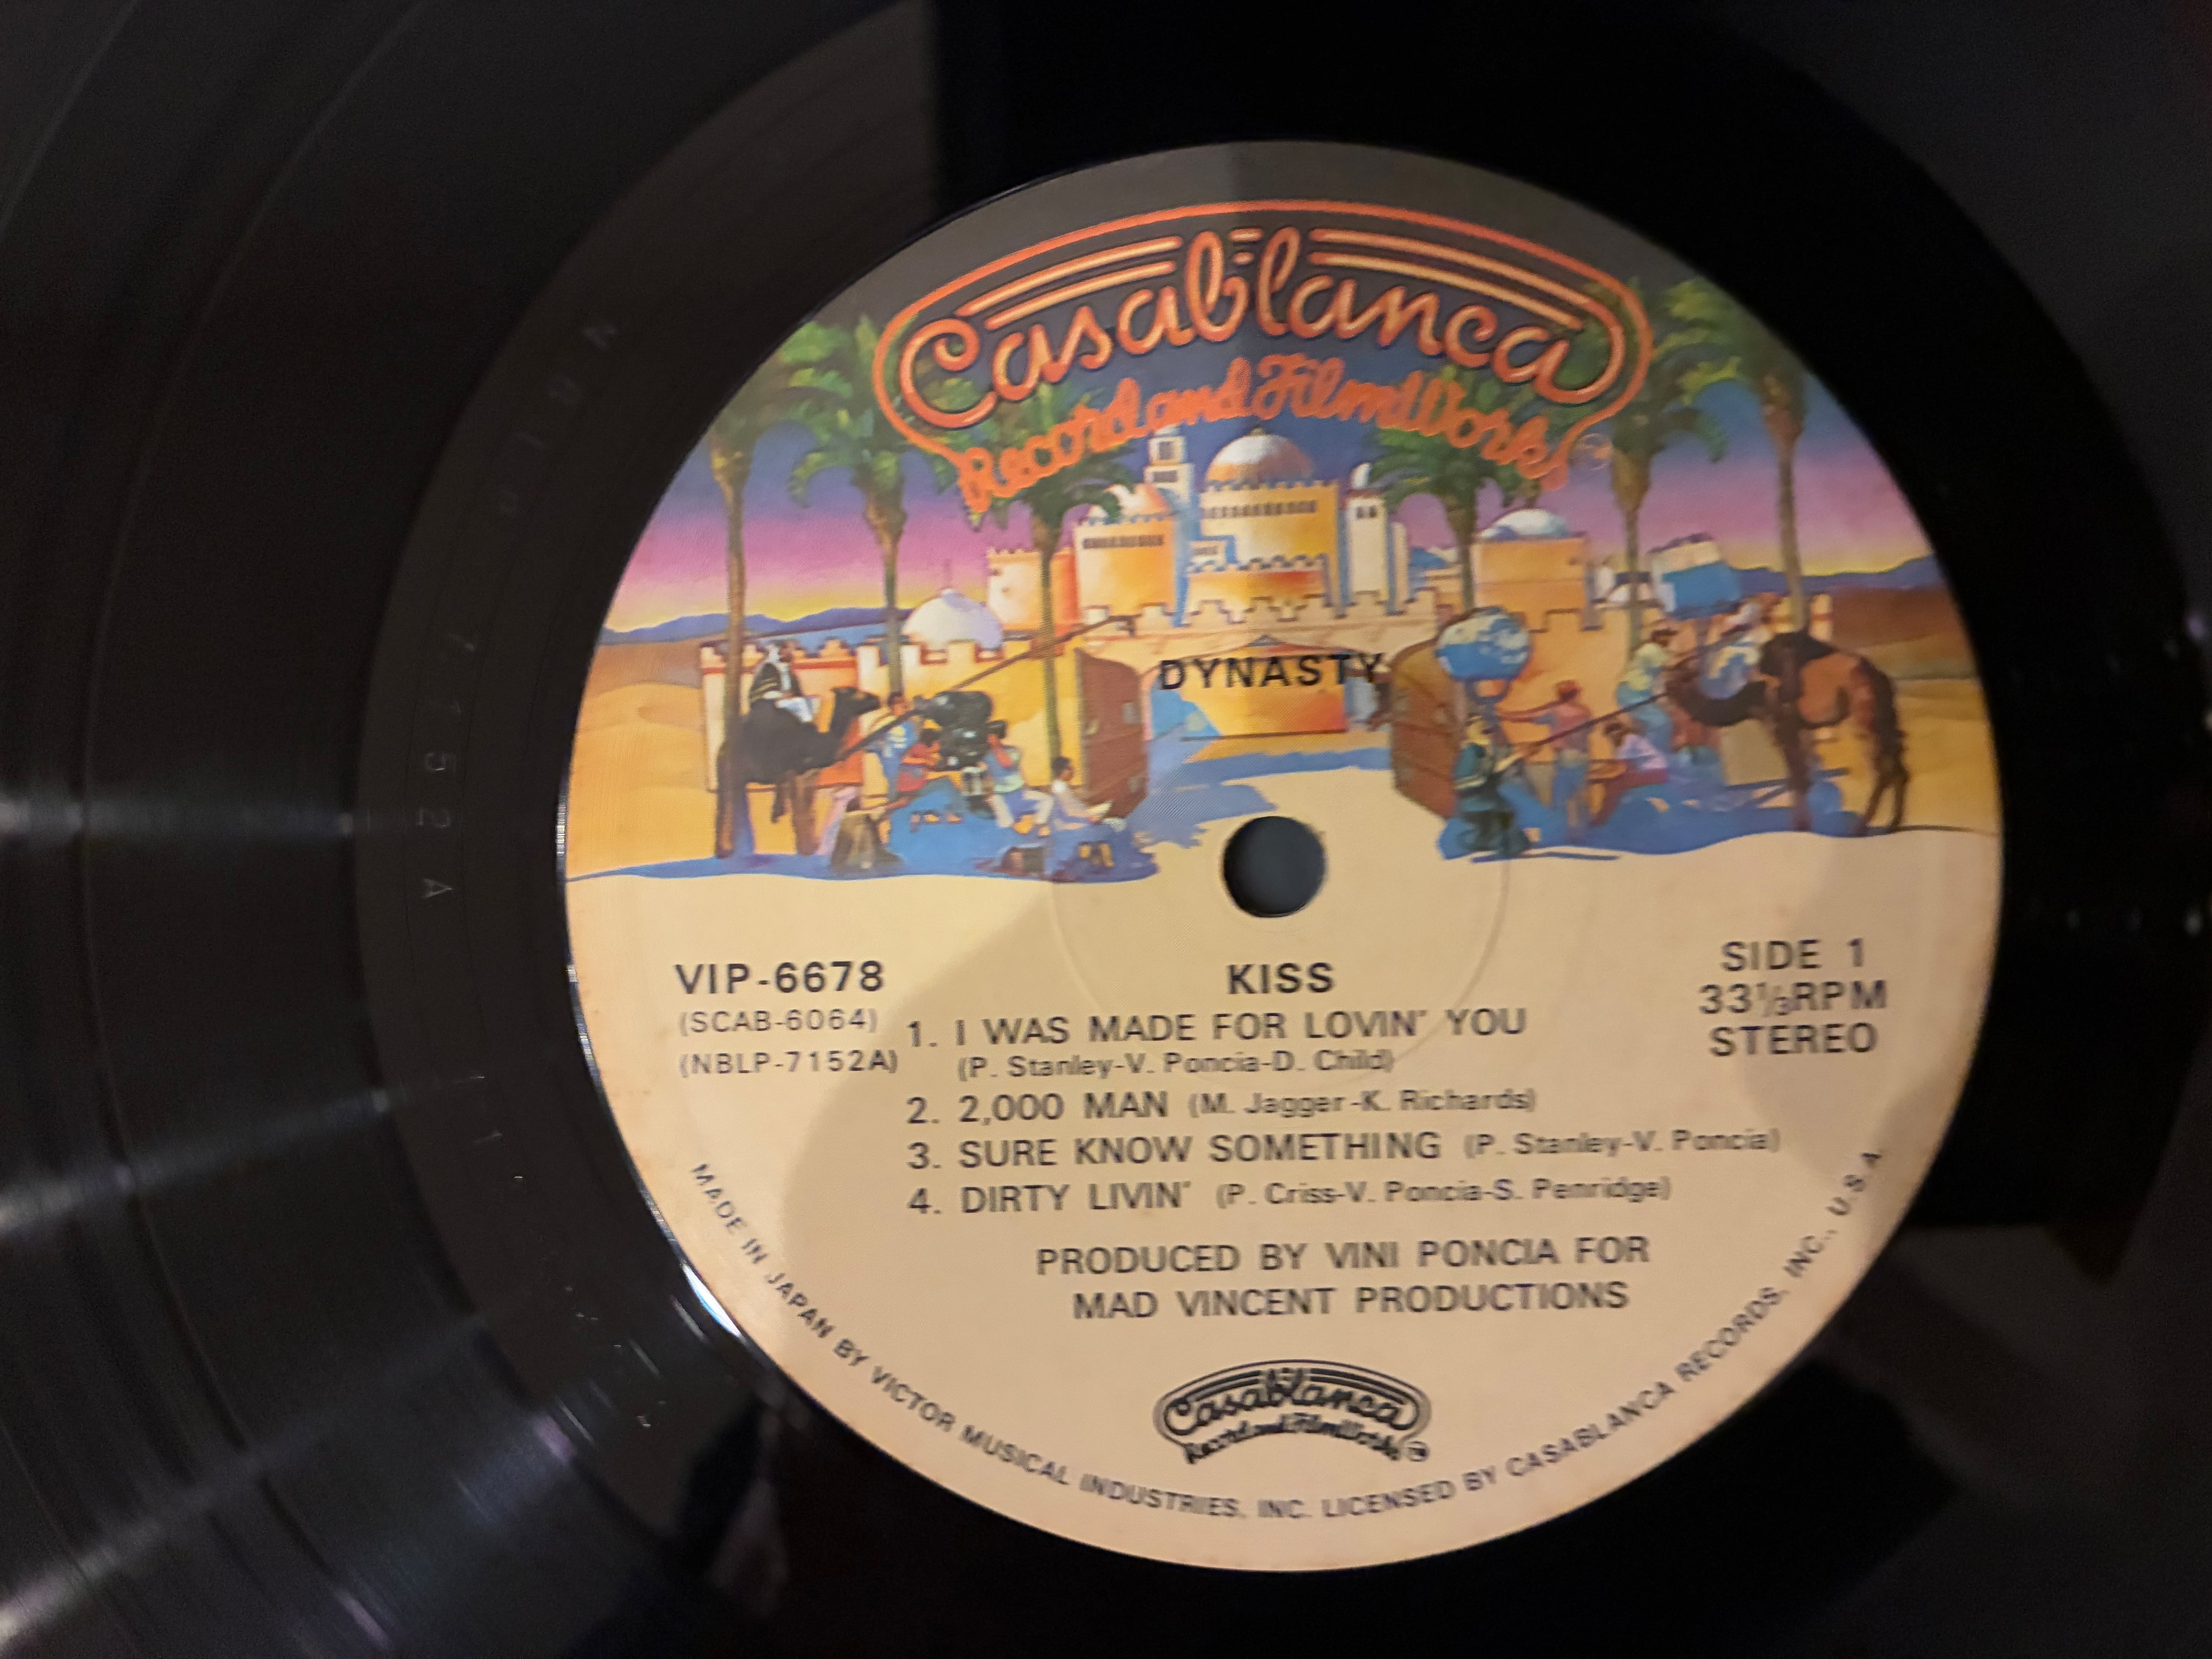 Casablanca
Record and FilmWorks
DYNASTY
VIP-6678
(SCAB-6064)
(NBLP-7152A)
KISS
SIDE 1
33⅓RPM
STEREO
1. I WAS MADE FOR LOVIN' YOU
(P. Stanley-V. Poncia-D. Child)
2. 2,000 MAN (M. Jagger-K. Richards)
3. SURE KNOW SOMETHING (P. Stanley-V. Poncia)
4. DIRTY LIVIN' (P. Criss-V. Poncia-S. Penridge)
PRODUCED BY VINI PONCIA FOR
MAD VINCENT PRODUCTIONS
Casablanca
Record and FilmWorks
MADE IN JAPAN BY VICTOR MUSICAL INDUSTRIES, INC. LICENSED BY CASABLANCA RECORDS, INC., U.S.A.